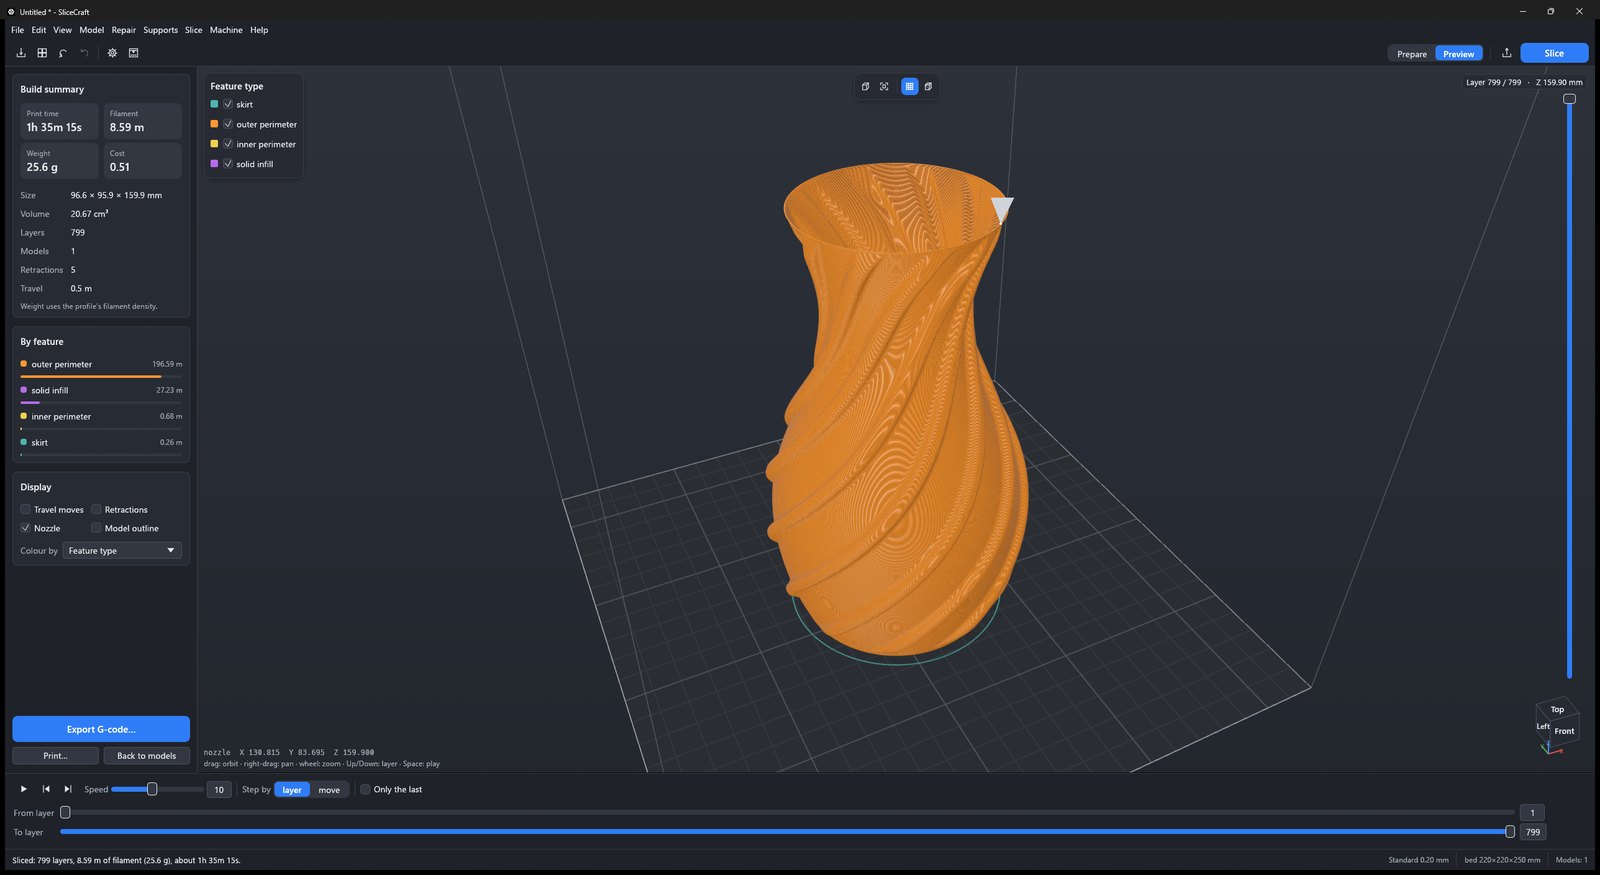 Untitled * - SliceCraft
File Edit View Model Repair Supports Slice Machine Help
Prepare Preview Slice
Build summary
Print time Filament
1h 35m 15s 8.59 m
Weight Cost
25.6 g 0.51
Size 96.6 × 95.9 × 159.9 mm
Volume 20.67 cm³
Layers 799
Models 1
Retractions 5
Travel 0.5 m
Weight uses the profile's filament density.
By feature
outer perimeter 196.59 m
solid infill 27.23 m
inner perimeter 0.68 m
skirt 0.26 m
Display
Travel moves Retractions
Nozzle Model outline
Colour by Feature type
Export G-code...
Print... Back to models
Feature type
skirt
outer perimeter
inner perimeter
solid infill
Layer 799 / 799 · Z 159.90 mm
Top
Left Front
nozzle X 130.815 Y 83.695 Z 159.900
drag: orbit · right-drag: pan · wheel: zoom · Up/Down: layer · Space: play
Speed 10 Step by layer move Only the last
From layer 1
To layer 799
Sliced: 799 layers, 8.59 m of filament (25.6 g), about 1h 35m 15s.
Standard 0.20 mm bed 220×220×250 mm Models: 1